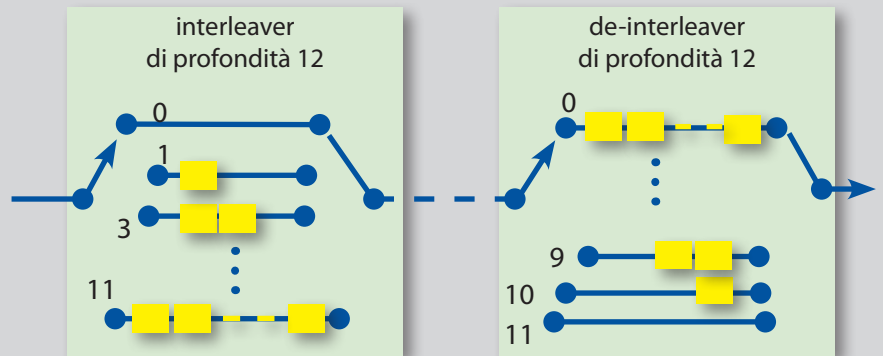 interleaver
di profondità 12
0
1
3
11
de-interleaver
di profondità 12
0
9
10
11